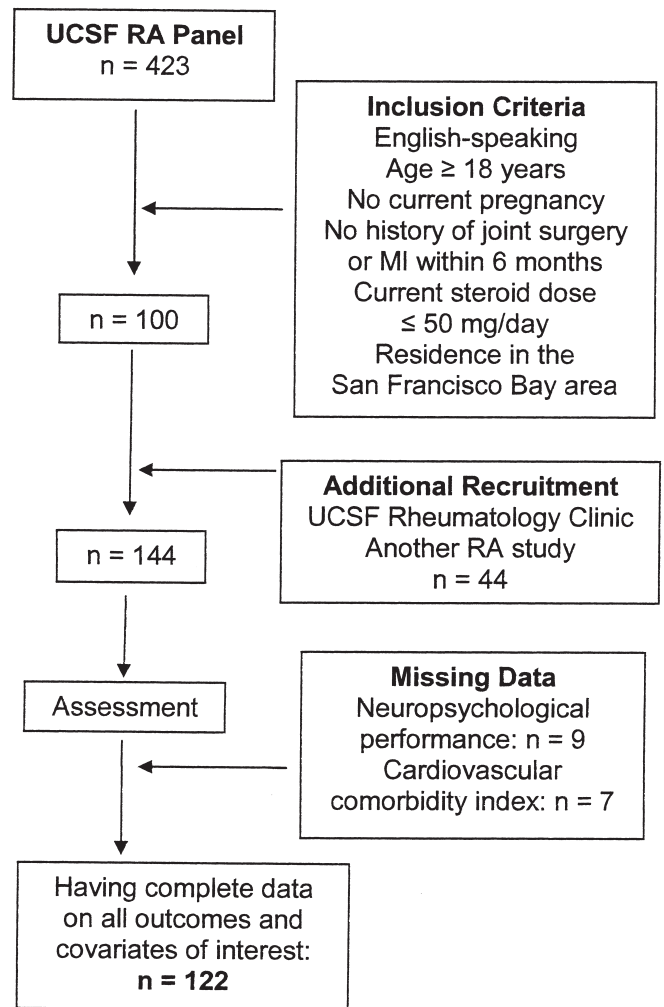 UCSF RA Panel
n = 423
Inclusion Criteria
English-speaking
Age ≥ 18 years
No current pregnancy
No history of joint surgery
or MI within 6 months
Current steroid dose
≤ 50 mg/day
Residence in the
San Francisco Bay area
n = 100
Additional Recruitment
UCSF Rheumatology Clinic
Another RA study
n = 44
n = 144
Missing Data
Neuropsychological
performance: n = 9
Cardiovascular
comorbidity index: n = 7
Assessment
Having complete data
on all outcomes and
covariates of interest:
n = 122